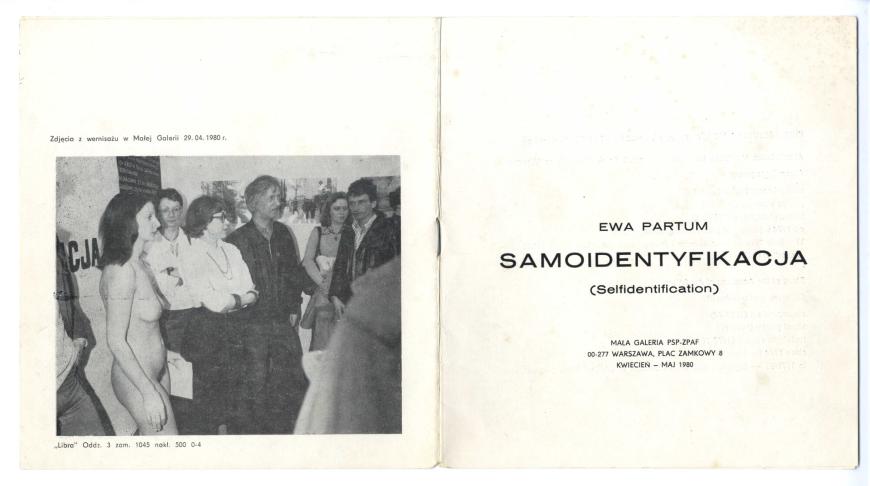 Zdjęcia z wernisażu w Małej Galerii 29.04.1980 r.
ACJA
„Libra" Oddz. 3 zam. 1045 nakł. 500 0-4
EWA PARTUM
SAMOIDENTYFIKACJA
(Selfidentification)
MAŁA GALERIA PSP-ZPAF
00-277 WARSZAWA, PLAC ZAMKOWY 8
KWIECIEŃ – MAJ 1980